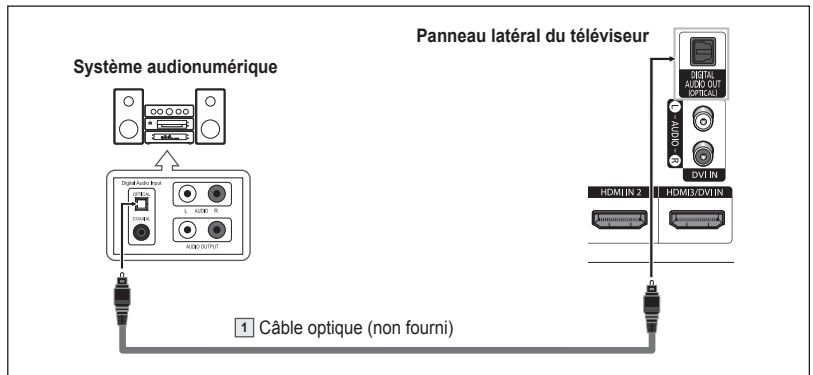 Panneau latéral du téléviseur
Système audionumérique
DIGITAL
AUDIO OUT
(OPTICAL)
L - AUDIO - R
DVI IN
HDMI IN 2
HDMI3/DVI IN
Digital Audio Input
OPTICAL
COAXIAL
L AUDIO R
AUDIO OUTPUT
1 Câble optique (non fourni)